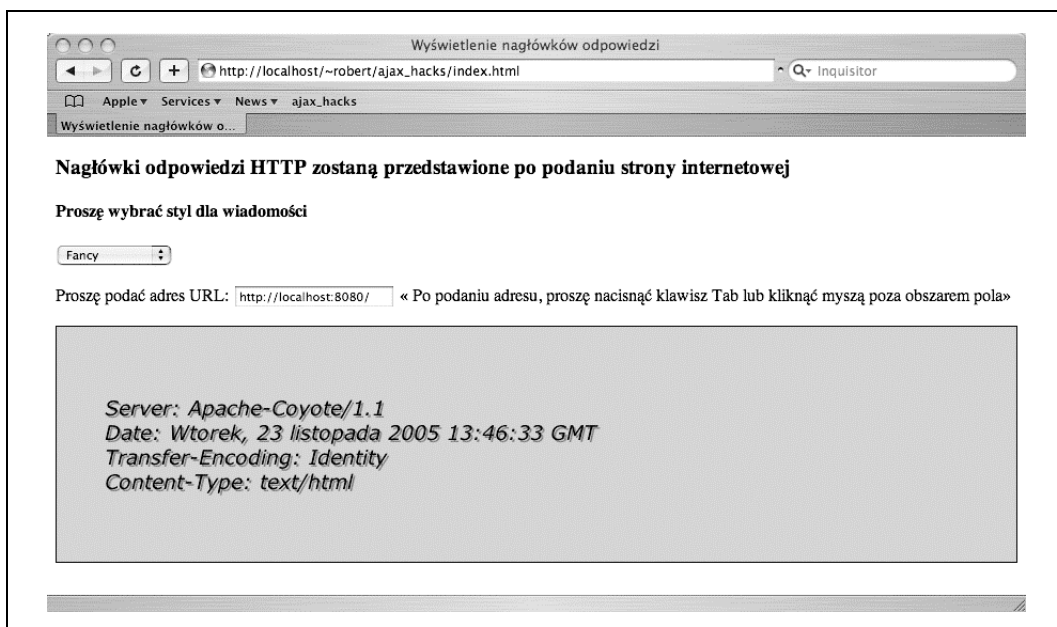 Wyświetlenie nagłówków odpowiedzi
http://localhost/~robert/ajax_hacks/index.html
Inquisitor
Apple Services News ajax_hacks
Wyświetlenie nagłówków o...
Nagłówki odpowiedzi HTTP zostaną przedstawione po podaniu strony internetowej
Proszę wybrać styl dla wiadomości
Fancy
Proszę podać adres URL: http://localhost:8080/ « Po podaniu adresu, proszę nacisnąć klawisz Tab lub kliknąć myszą poza obszarem pola»
Server: Apache-Coyote/1.1
Date: Wtorek, 23 listopada 2005 13:46:33 GMT
Transfer-Encoding: Identity
Content-Type: text/html